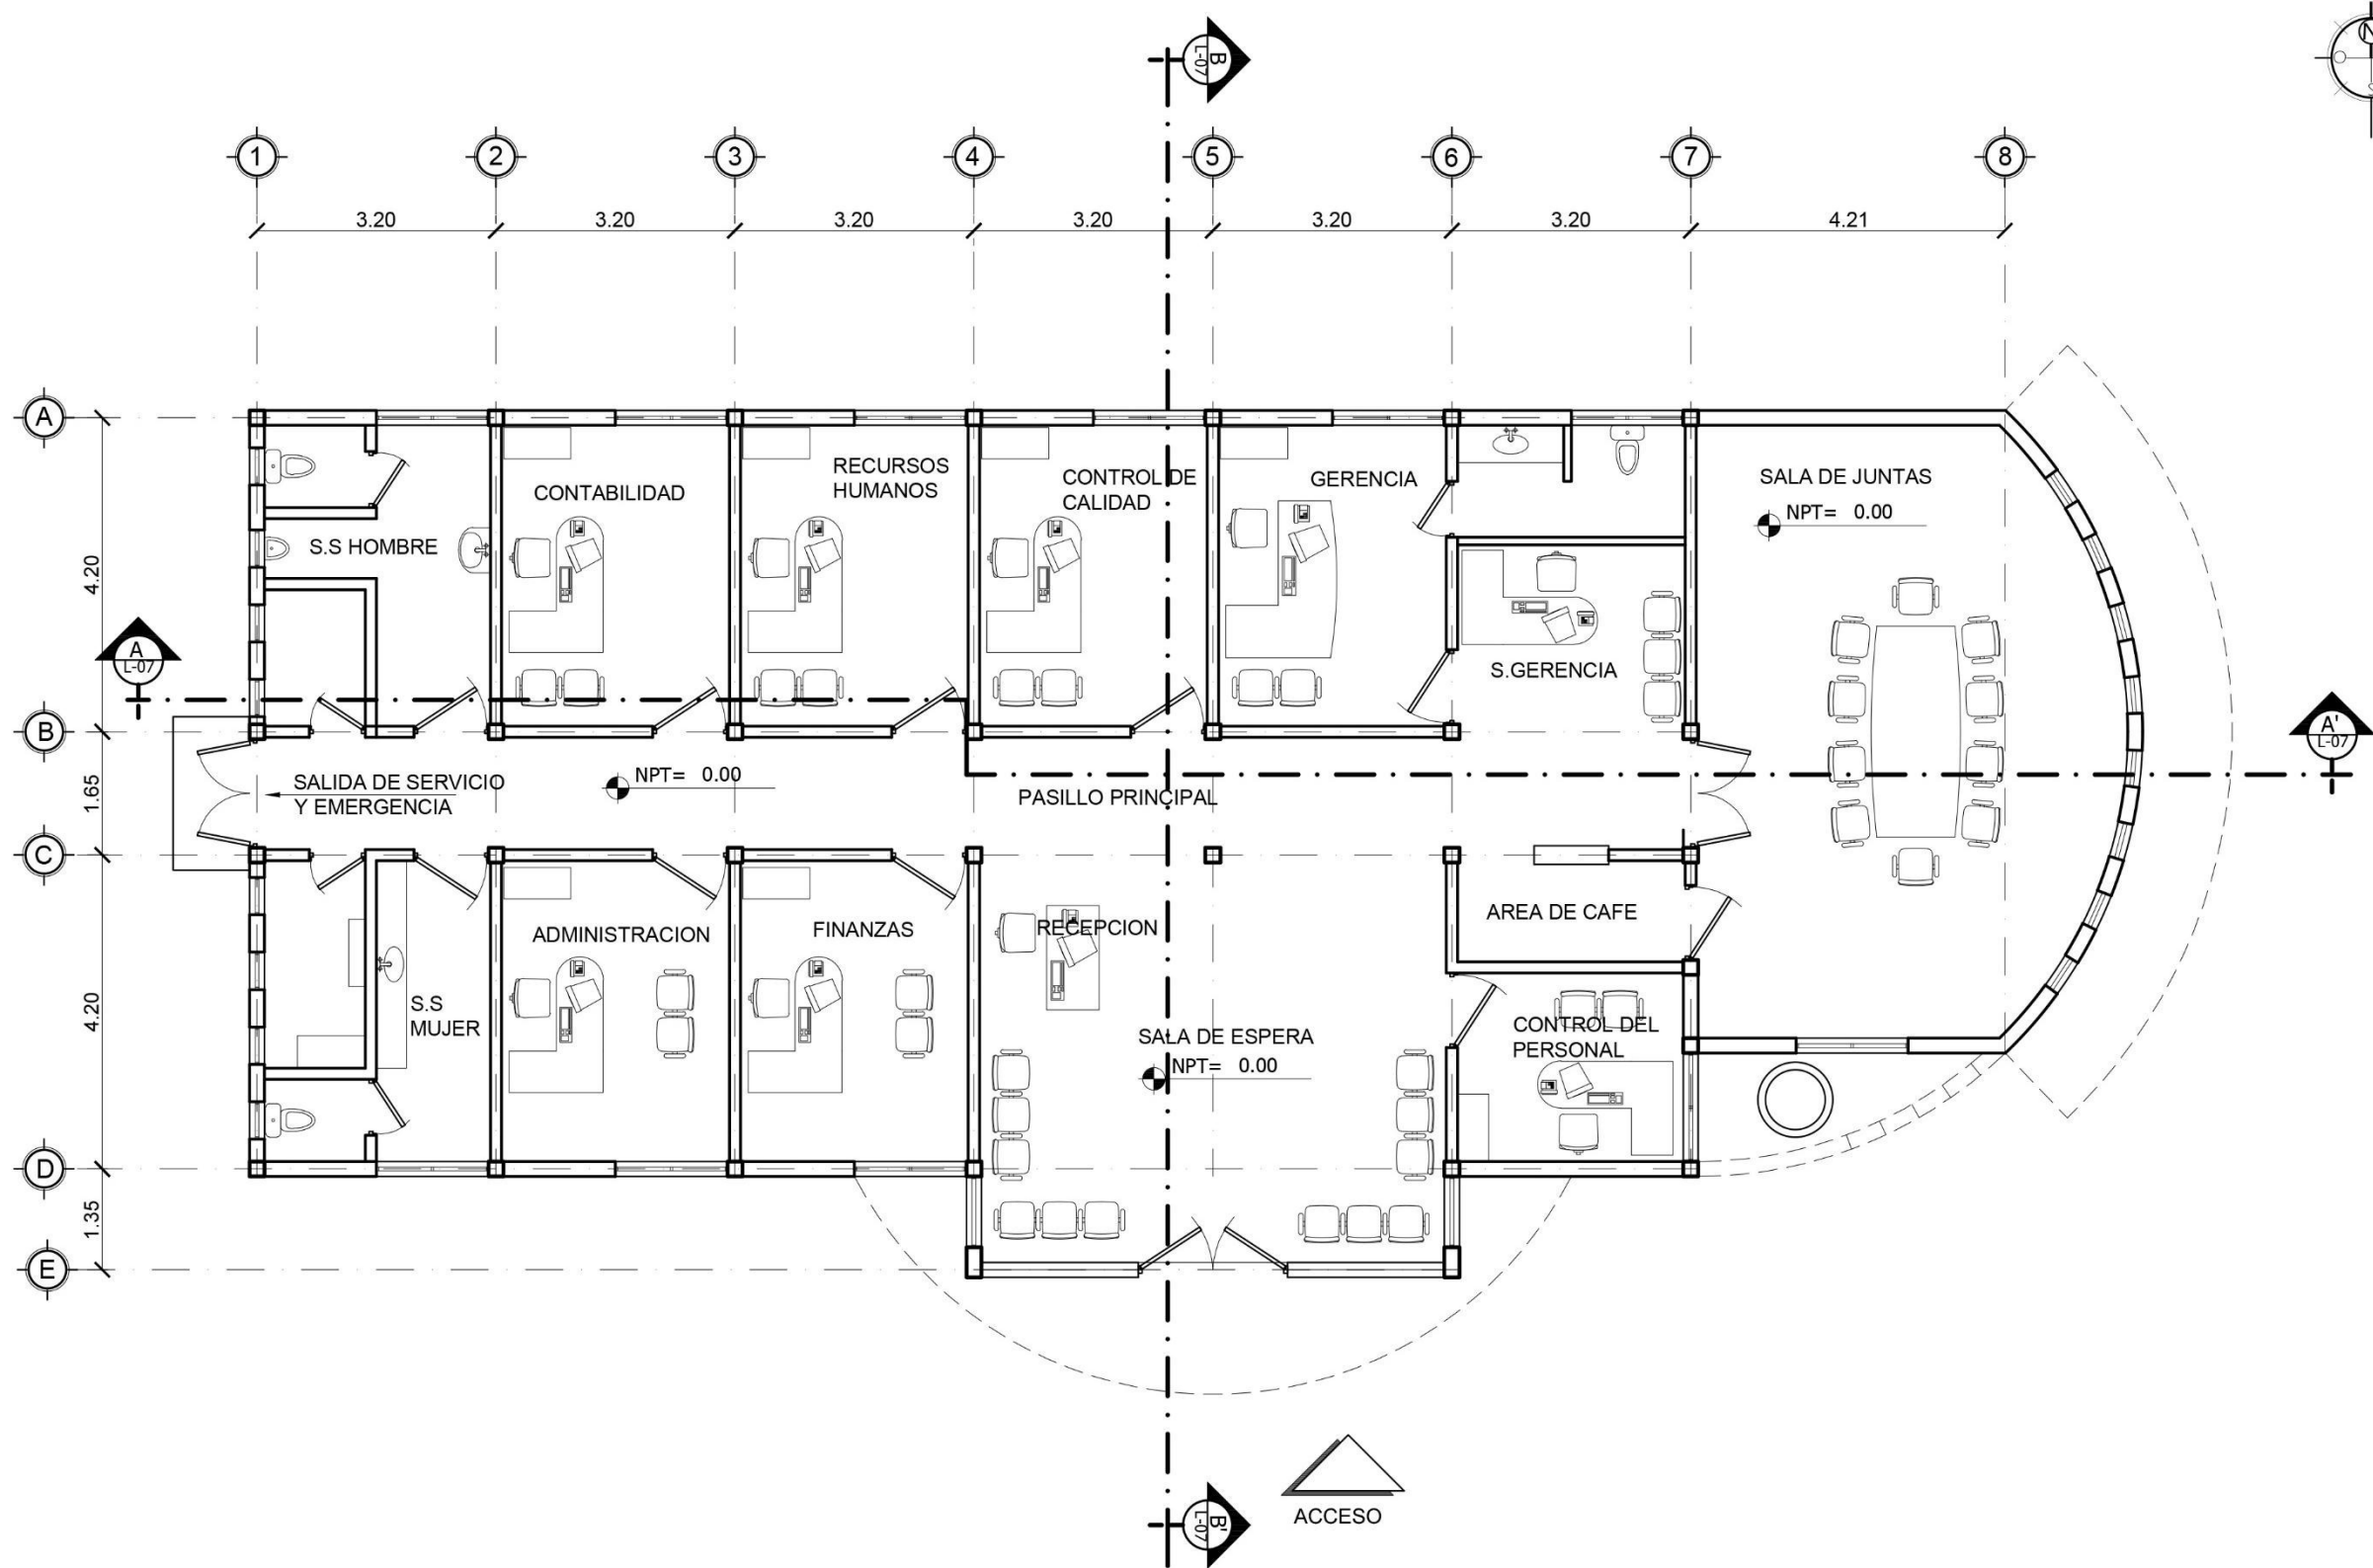 B
L-07
N
1
2
3
4
5
6
7
8
3.20
3.20
3.20
3.20
3.20
3.20
4.21
A
B
C
D
E
4.20
1.65
4.20
1.35
A
L-07
A'
L-07
S.S HOMBRE
CONTABILIDAD
RECURSOS
HUMANOS
CONTROL DE
CALIDAD
GERENCIA
S.GERENCIA
SALA DE JUNTAS
NPT= 0.00
SALIDA DE SERVICIO
Y EMERGENCIA
NPT= 0.00
PASILLO PRINCIPAL
S.S
MUJER
ADMINISTRACION
FINANZAS
RECEPCION
AREA DE CAFE
SALA DE ESPERA
NPT= 0.00
CONTROL DEL
PERSONAL
ACCESO
B'
L-07